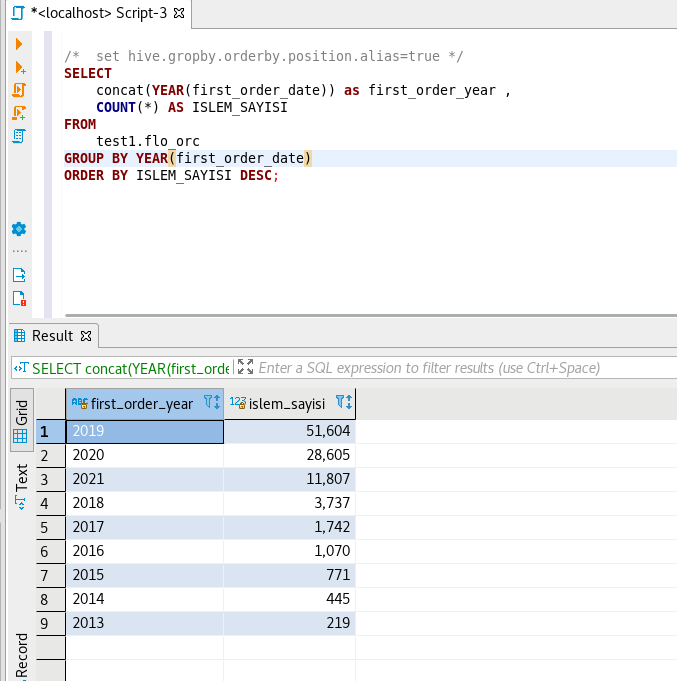 *<localhost> Script-3
/*  set hive.gropby.orderby.position.alias=true */
SELECT
concat(YEAR(first_order_date)) as first_order_year ,
COUNT(*) AS ISLEM_SAYISI
FROM
test1.flo_orc
GROUP BY YEAR(first_order_date)
ORDER BY ISLEM_SAYISI DESC;
Result
SELECT concat(YEAR(first_orde Enter a SQL expression to filter results (use Ctrl+Space)
Grid
Text
Record
ABC first_order_year 123 islem_sayisi
1 2019 51,604
2 2020 28,605
3 2021 11,807
4 2018 3,737
5 2017 1,742
6 2016 1,070
7 2015 771
8 2014 445
9 2013 219